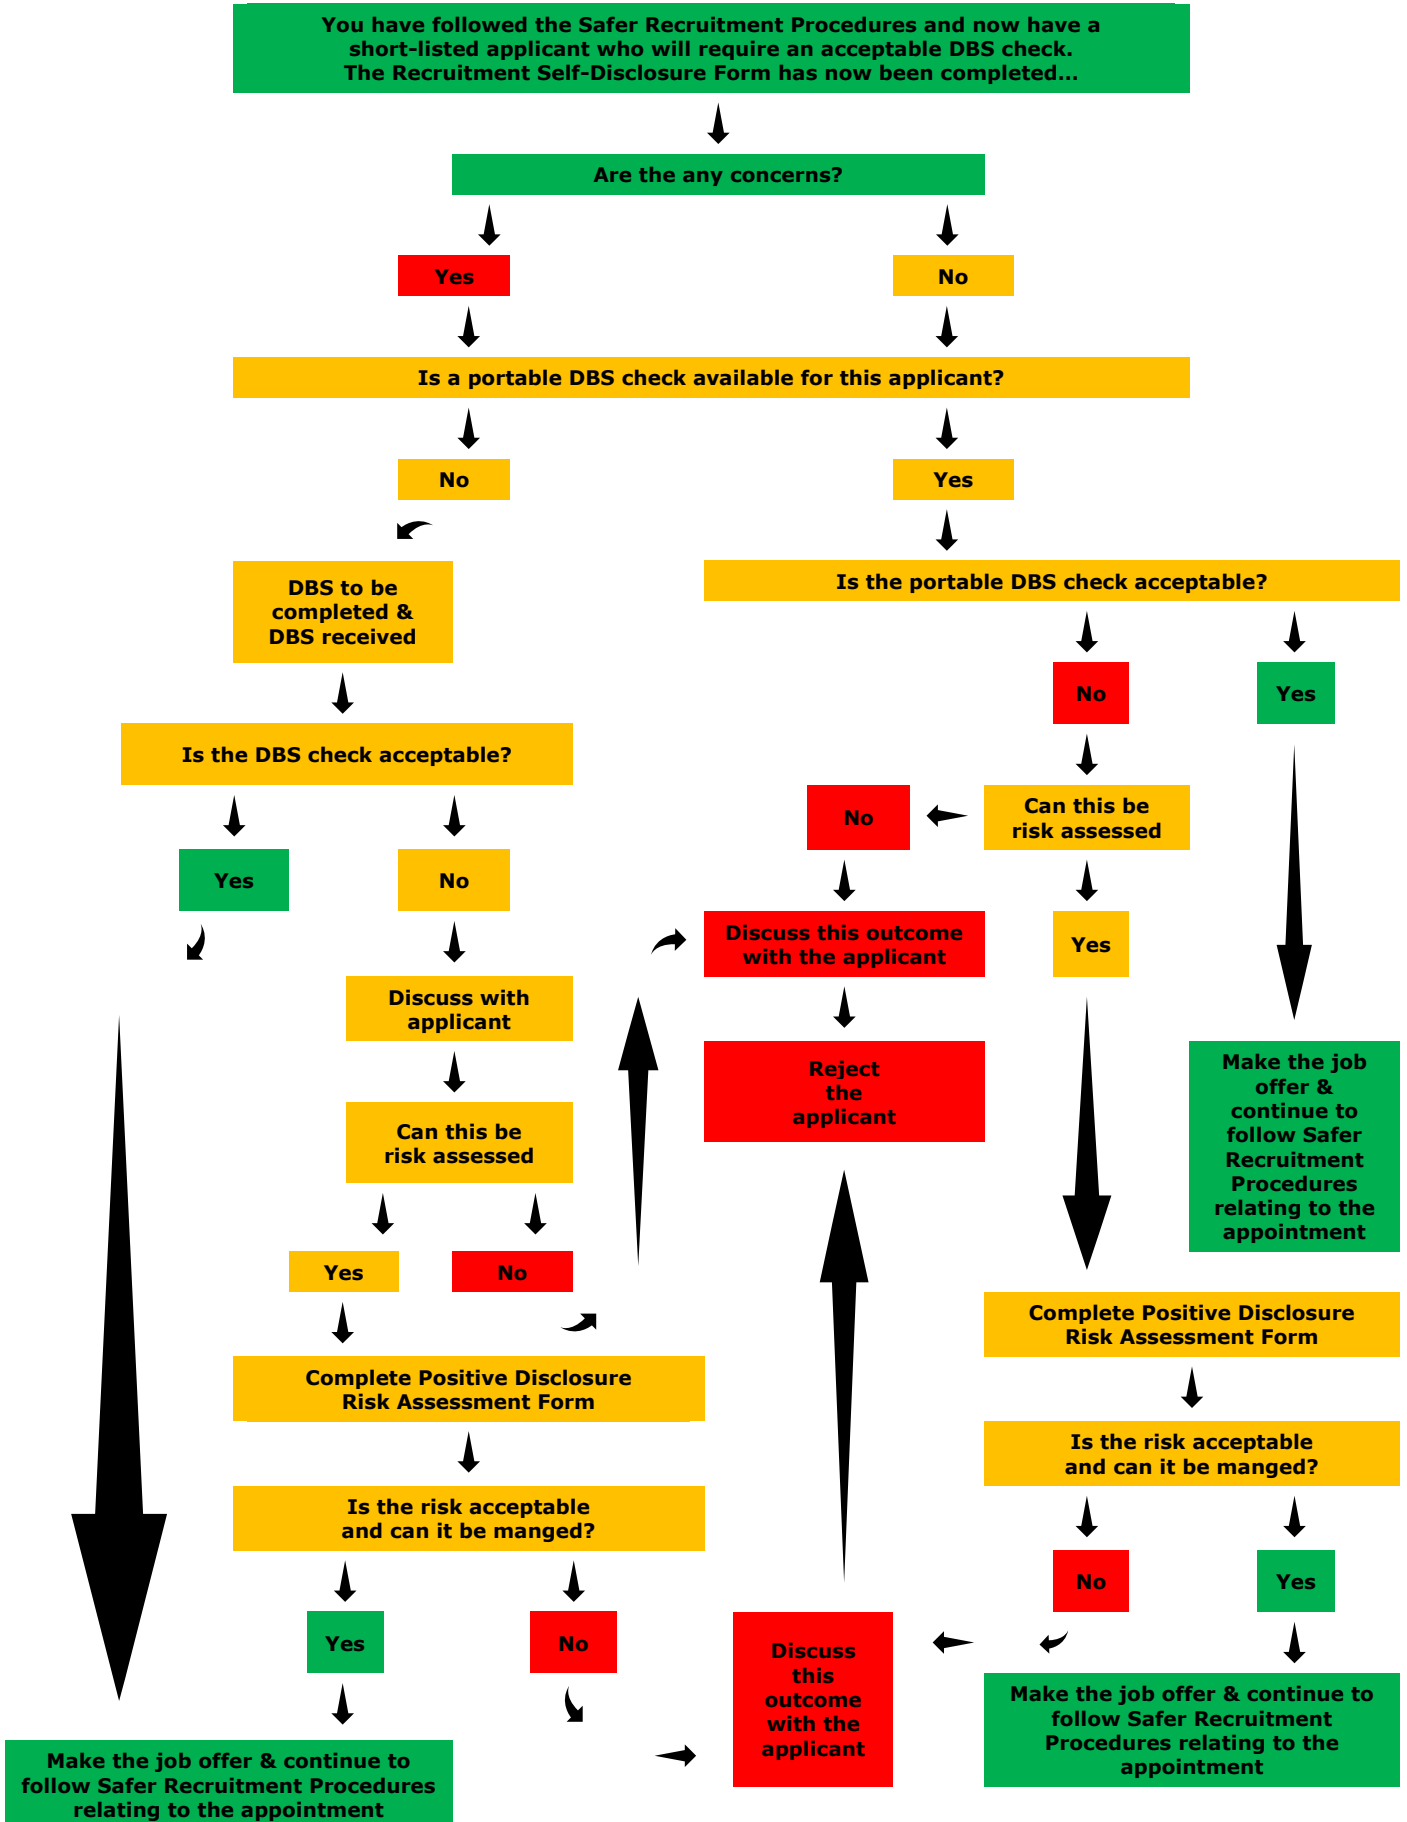 You have followed the Safer Recruitment Procedures and now have a
short-listed applicant who will require an acceptable DBS check.
The Recruitment Self-Disclosure Form has now been completed…
Are the any concerns?
Yes
No
Is a portable DBS check available for this applicant?
No
Yes
DBS to be
completed &
DBS received
Is the portable DBS check acceptable?
No
Yes
Is the DBS check acceptable?
Yes
No
No
Can this be
risk assessed
Yes
Discuss this outcome
with the applicant
Discuss with
applicant
Reject
the
applicant
Make the job
offer &
continue to
follow Safer
Recruitment
Procedures
relating to the
appointment
Can this be
risk assessed
Yes
No
Complete Positive Disclosure
Risk Assessment Form
Complete Positive Disclosure
Risk Assessment Form
Is the risk acceptable
and can it be manged?
Is the risk acceptable
and can it be manged?
No
Yes
Yes
No
Discuss
this
outcome
with the
applicant
Make the job offer & continue to
follow Safer Recruitment
Procedures relating to the
appointment
Make the job offer & continue to
follow Safer Recruitment Procedures
relating to the appointment